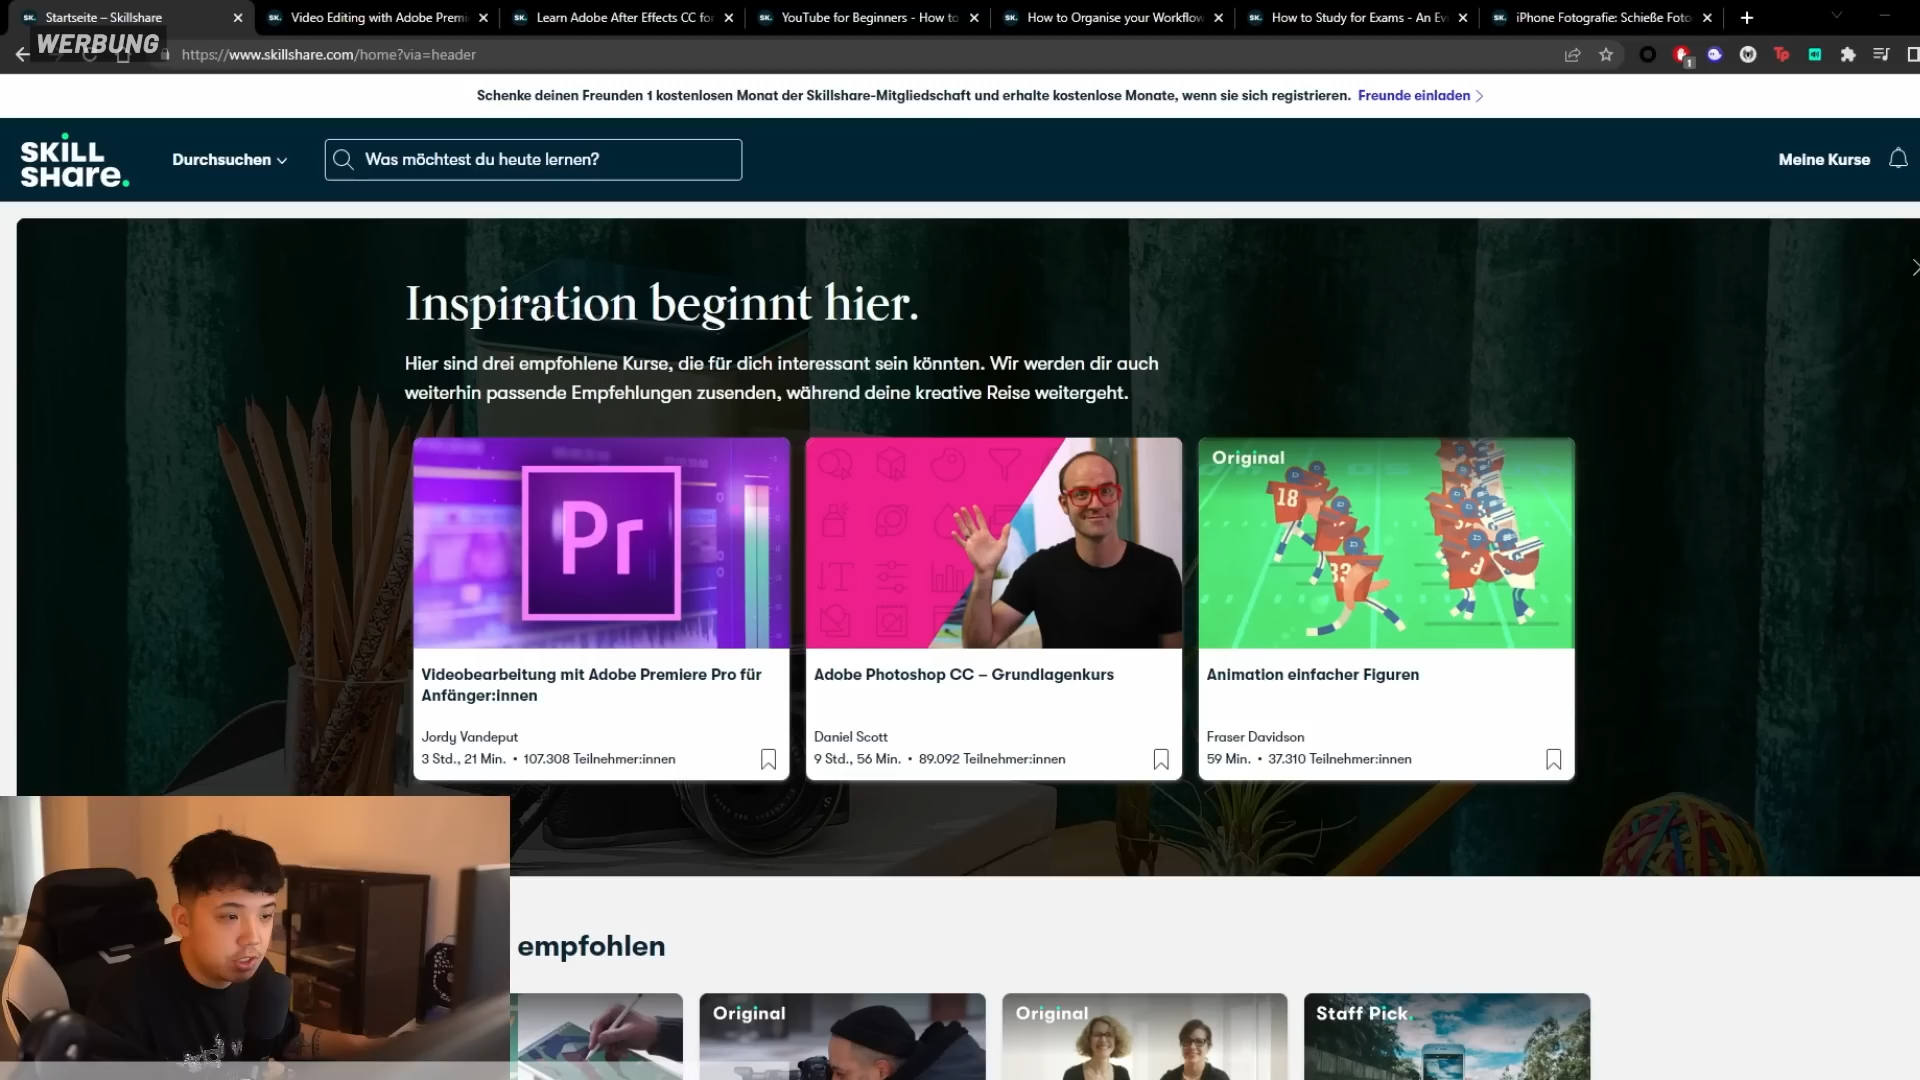 Startseite – Skillshare
Video Editing with Adobe Premi
Learn Adobe After Effects CC fo
YouTube for Beginners - How to
How to Organise your Workflow
How to Study for Exams - An Ev
iPhone Fotografie: Schieße Foto
WERBUNG
https://www.skillshare.com/home?via=header
1
Tp
Schenke deinen Freunden 1 kostenlosen Monat der Skillshare-Mitgliedschaft und erhalte kostenlose Monate, wenn sie sich registrieren. Freunde einladen
SKILL
SHare.
Durchsuchen
Was möchtest du heute lernen?
Meine Kurse
Inspiration beginnt hier.
Hier sind drei empfohlene Kurse, die für dich interessant sein könnten. Wir werden dir auch
weiterhin passende Empfehlungen zusenden, während deine kreative Reise weitergeht.
Pr
Original
18
33
Videobearbeitung mit Adobe Premiere Pro für
Anfänger:innen
Jordy Vandeput
3 Std., 21 Min. • 107.308 Teilnehmer:innen
Adobe Photoshop CC – Grundlagenkurs
Daniel Scott
9 Std., 56 Min. • 89.092 Teilnehmer:innen
Animation einfacher Figuren
Fraser Davidson
59 Min. • 37.310 Teilnehmer:innen
empfohlen
Original
Original
Staff Pick.